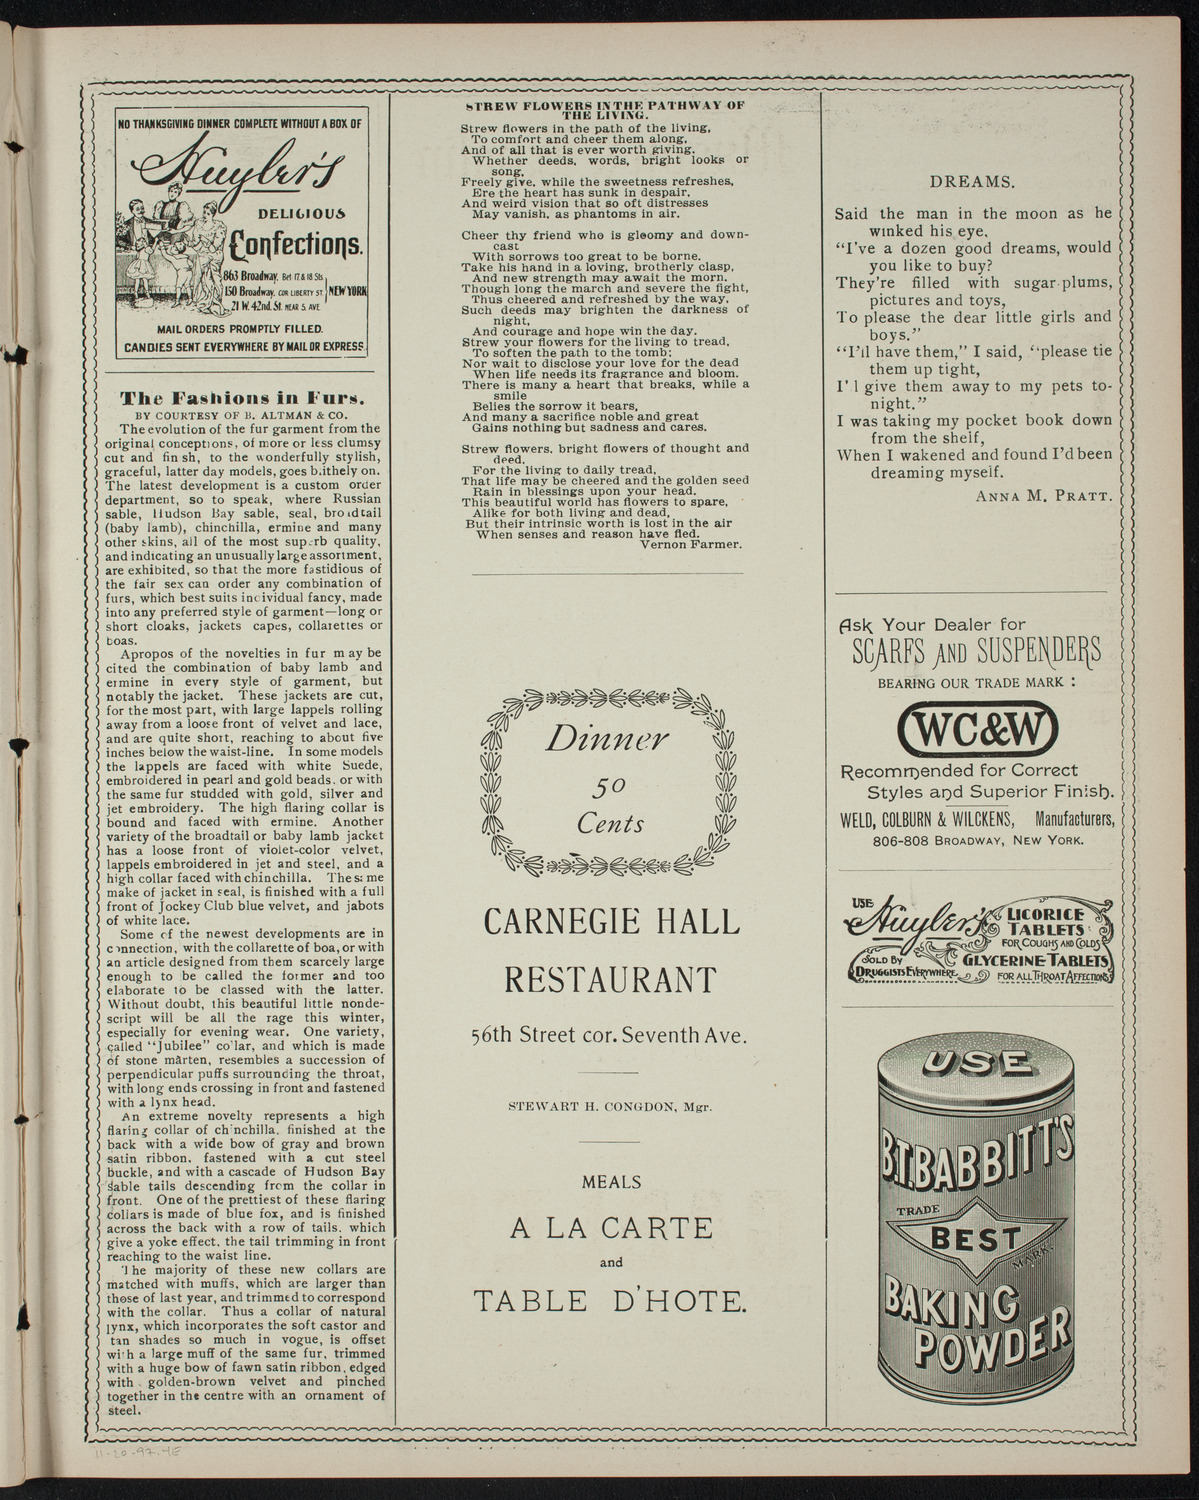 NO THANKSGIVING DINNER COMPLETE WITHOUT A BOX OF
Huyler's
DELICIOUS
Confections.
863 Broadway, Bet 17 & 18 Sts.
150 Broadway, COR LIBERTY ST.
21 W. 42nd. St. NEAR 5. AVE
NEW YORK
MAIL ORDERS PROMPTLY FILLED.
CANDIES SENT EVERYWHERE BY MAIL OR EXPRESS
The Fashions in Furs.
BY COURTESY OF B. ALTMAN & CO.
The evolution of the fur garment from the
original conceptions, of more or less clumsy
cut and fin sh, to the wonderfully stylish,
graceful, latter day models, goes b.ithely on.
The latest development is a custom order
department, so to speak, where Russian
sable, Hudson Bay sable, seal, broadtail
(baby lamb), chinchilla, ermine and many
other skins, all of the most superb quality,
and indicating an unusually large assortment,
are exhibited, so that the more fastidious of
the fair sex can order any combination of
furs, which best suits individual fancy, made
into any preferred style of garment—long or
short cloaks, jackets capes, collarettes or
boas.
Apropos of the novelties in fur may be
cited the combination of baby lamb and
ermine in every style of garment, but
notably the jacket. These jackets are cut,
for the most part, with large lappels rolling
away from a loose front of velvet and lace,
and are quite short, reaching to about five
inches below the waist-line. In some models
the lappels are faced with white Suede,
embroidered in pearl and gold beads, or with
the same fur studded with gold, silver and
jet embroidery. The high flaring collar is
bound and faced with ermine. Another
variety of the broadtail or baby lamb jacket
has a loose front of violet-color velvet,
lappels embroidered in jet and steel, and a
high collar faced with chinchilla. The same
make of jacket in seal, is finished with a full
front of Jockey Club blue velvet, and jabots
of white lace.
Some of the newest developments are in
connection, with the collarette of boa, or with
an article designed from them scarcely large
enough to be called the former and too
elaborate to be classed with the latter.
Without doubt, this beautiful little nonde-
script will be all the rage this winter,
especially for evening wear. One variety,
called "Jubilee" collar, and which is made
of stone marten, resembles a succession of
perpendicular puffs surrounding the throat,
with long ends crossing in front and fastened
with a lynx head.
An extreme novelty represents a high
flaring collar of chinchilla, finished at the
back with a wide bow of gray and brown
satin ribbon, fastened with a cut steel
buckle, and with a cascade of Hudson Bay
sable tails descending from the collar in
front. One of the prettiest of these flaring
collars is made of blue fox, and is finished
across the back with a row of tails, which
give a yoke effect, the tail trimming in front
reaching to the waist line.
The majority of these new collars are
matched with muffs, which are larger than
those of last year, and trimmed to correspond
with the collar. Thus a collar of natural
lynx, which incorporates the soft castor and
tan shades so much in vogue, is offset
with a large muff of the same fur, trimmed
with a huge bow of fawn satin ribbon, edged
with golden-brown velvet and pinched
together in the centre with an ornament of
steel.
STREW FLOWERS IN THE PATHWAY OF
THE LIVING.
Strew flowers in the path of the living,
To comfort and cheer them along,
And of all that is ever worth giving,
Whether deeds, words, bright looks or
song,
Freely give, while the sweetness refreshes,
Ere the heart has sunk in despair,
And weird vision that so oft distresses
May vanish, as phantoms in air.
Cheer thy friend who is gloomy and down-
cast
With sorrows too great to be borne.
Take his hand in a loving, brotherly clasp,
And new strength may await the morn.
Though long the march and severe the fight,
Thus cheered and refreshed by the way,
Such deeds may brighten the darkness of
night,
And courage and hope win the day.
Strew your flowers for the living to tread,
To soften the path to the tomb;
Nor wait to disclose your love for the dead
When life needs its fragrance and bloom.
There is many a heart that breaks, while a
smile
Belies the sorrow it bears,
And many a sacrifice noble and great
Gains nothing but sadness and cares.
Strew flowers, bright flowers of thought and
deed,
For the living to daily tread,
That life may be cheered and the golden seed
Rain in blessings upon your head.
This beautiful world has flowers to spare,
Alike for both living and dead,
But their intrinsic worth is lost in the air
When senses and reason have fled.
Vernon Farmer.
Dinner
50
Cents
CARNEGIE HALL
RESTAURANT
56th Street cor. Seventh Ave.
STEWART H. CONGDON, Mgr.
MEALS
A LA CARTE
and
TABLE D'HOTE.
DREAMS.
Said the man in the moon as he
winked his eye,
"I've a dozen good dreams, would
you like to buy?
They're filled with sugar plums,
pictures and toys,
To please the dear little girls and
boys."
"I'll have them," I said, "please tie
them up tight,
I'll give them away to my pets to-
night."
I was taking my pocket book down
from the shelf,
When I wakened and found I'd been
dreaming myself.
ANNA M. PRATT.
Ask Your Dealer for
SCARFS AND SUSPENDERS
BEARING OUR TRADE MARK :
WC&W
Recommended for Correct
Styles and Superior Finish.
WELD, COLBURN & WILCKENS, Manufacturers,
806-808 BROADWAY, NEW YORK.
USE
Huyler's
LICORICE
TABLETS
FOR COUGHS AND COLDS
GLYCERINE TABLETS
FOR ALL THROAT AFFECTIONS
SOLD BY
DRUGGISTS EVERYWHERE
USE
B.T. BABBITT'S
TRADE
BEST
MARK.
BAKING
POWDER
11-20-97-4E